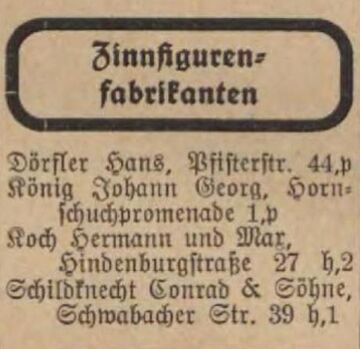 Zinnfiguren-
fabrikanten
Dörfler Hans, Pfisterstr. 44,p
König Johann Georg, Horn-
schuchpromenade 1,p
Koch Hermann und Max,
Hindenburgstraße 27 h,2
Schildknecht Conrad & Söhne,
Schwabacher Str. 39 h,1